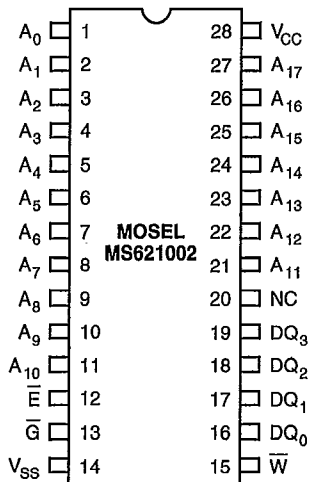 A0 1 28 VCC
A1 2 27 A17
A2 3 26 A16
A3 4 25 A15
A4 5 24 A14
A5 6 23 A13
A6 7 MOSEL 22 A12
A7 8 MS621002 21 A11
A8 9 20 NC
A9 10 19 DQ3
A10 11 18 DQ2
E̅ 12 17 DQ1
G̅ 13 16 DQ0
VSS 14 15 W̅